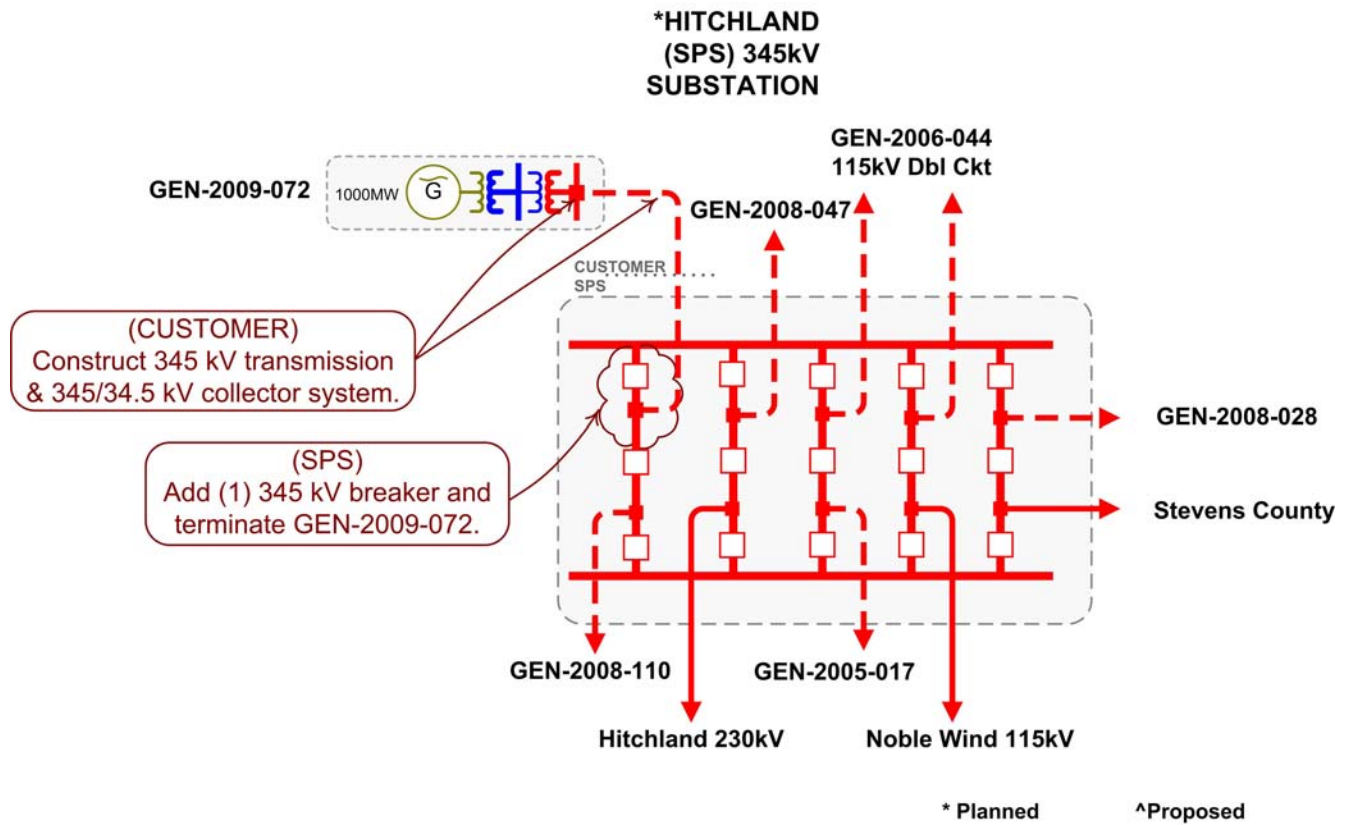 *HITCHLAND
(SPS) 345kV
SUBSTATION
GEN-2006-044
115kV Dbl Ckt
GEN-2009-072
1000MW
G
GEN-2008-047
CUSTOMER
SPS
(CUSTOMER)
Construct 345 kV transmission
& 345/34.5 kV collector system.
GEN-2008-028
(SPS)
Add (1) 345 kV breaker and
terminate GEN-2009-072.
Stevens County
GEN-2008-110
GEN-2005-017
Hitchland 230kV
Noble Wind 115kV
* Planned
^Proposed